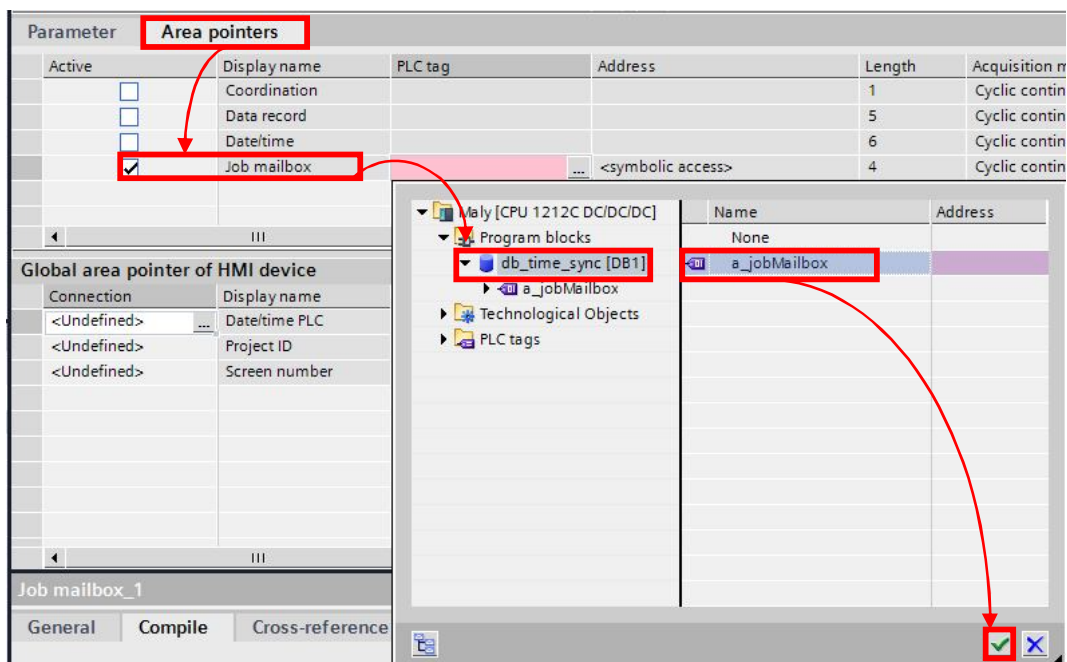 Parameter Area pointers
Active Display name PLC tag Address Length Acquisition m
Coordination 1 Cyclic contin
Data record 5 Cyclic contin
Date/time 6 Cyclic contin
Job mailbox ... <symbolic access> 4 Cyclic contin
Maly [CPU 1212C DC/DC/DC] Name Address
Program blocks None
db_time_sync [DB1] a_jobMailbox
a_jobMailbox
Technological Objects
PLC tags
Global area pointer of HMI device
Connection Display name
<Undefined> ... Date/time PLC
<Undefined> Project ID
<Undefined> Screen number
Job mailbox_1
General Compile Cross-reference